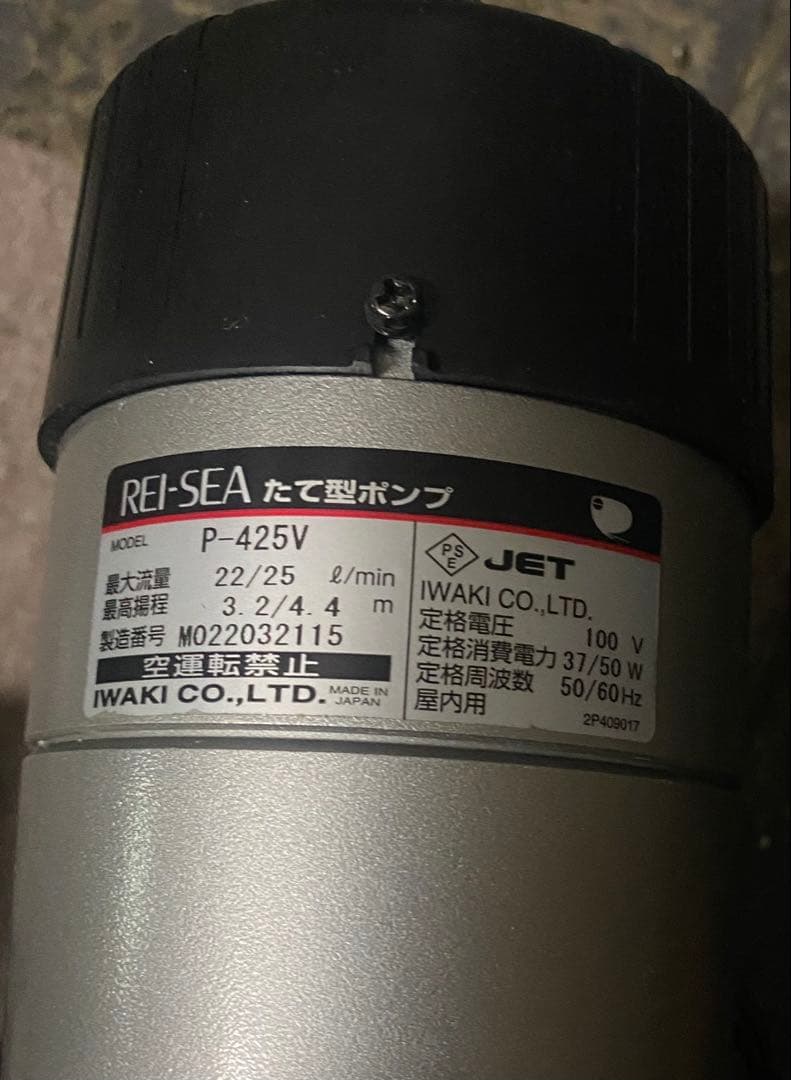 REI-SEA たて型ポンプ
MODEL P-425V
最大流量 22/25 ℓ/min
最高揚程 3.2/4.4 m
製造番号 M022032115
空運転禁止
IWAKI CO.,LTD. MADE IN JAPAN
PSE JET
IWAKI CO.,LTD.
定格電圧 100 V
定格消費電力 37/50 W
定格周波数 50/60Hz
屋内用
2P409017